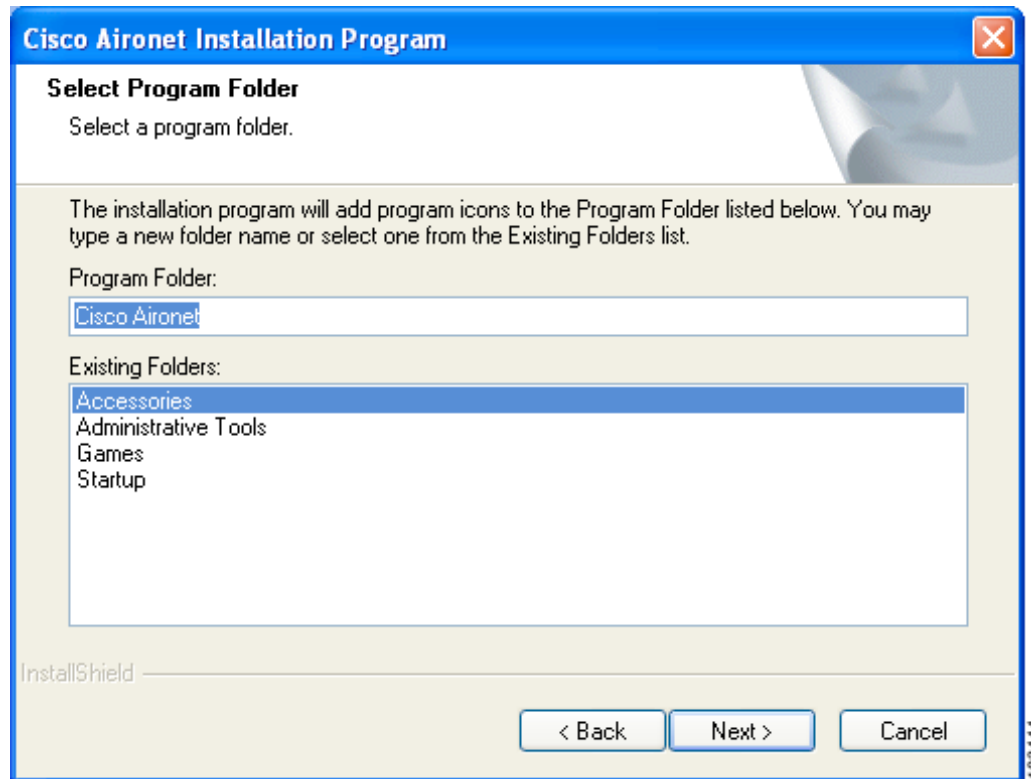 Cisco Aironet Installation Program
Select Program Folder
Select a program folder.
The installation program will add program icons to the Program Folder listed below. You may
type a new folder name or select one from the Existing Folders list.
Program Folder:
Cisco Aironet
Existing Folders:
Accessories
Administrative Tools
Games
Startup
InstallShield
< Back
Next >
Cancel